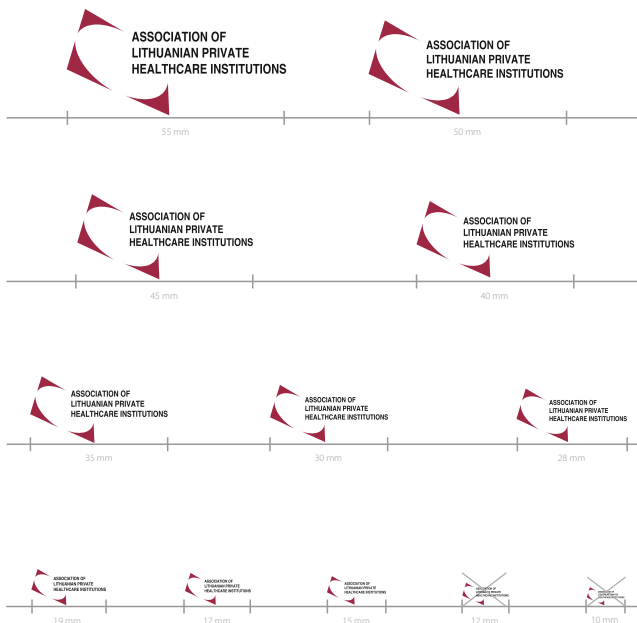 ASSOCIATION OF
LITHUANIAN PRIVATE
HEALTHCARE INSTITUTIONS
55 mm
ASSOCIATION OF
LITHUANIAN PRIVATE
HEALTHCARE INSTITUTIONS
50 mm
ASSOCIATION OF
LITHUANIAN PRIVATE
HEALTHCARE INSTITUTIONS
45 mm
ASSOCIATION OF
LITHUANIAN PRIVATE
HEALTHCARE INSTITUTIONS
40 mm
ASSOCIATION OF
LITHUANIAN PRIVATE
HEALTHCARE INSTITUTIONS
35 mm
ASSOCIATION OF
LITHUANIAN PRIVATE
HEALTHCARE INSTITUTIONS
30 mm
ASSOCIATION OF
LITHUANIAN PRIVATE
HEALTHCARE INSTITUTIONS
28 mm
ASSOCIATION OF
LITHUANIAN PRIVATE
HEALTHCARE INSTITUTIONS
19 mm
ASSOCIATION OF
LITHUANIAN PRIVATE
HEALTHCARE INSTITUTIONS
17 mm
ASSOCIATION OF
LITHUANIAN PRIVATE
HEALTHCARE INSTITUTIONS
15 mm
12 mm
10 mm